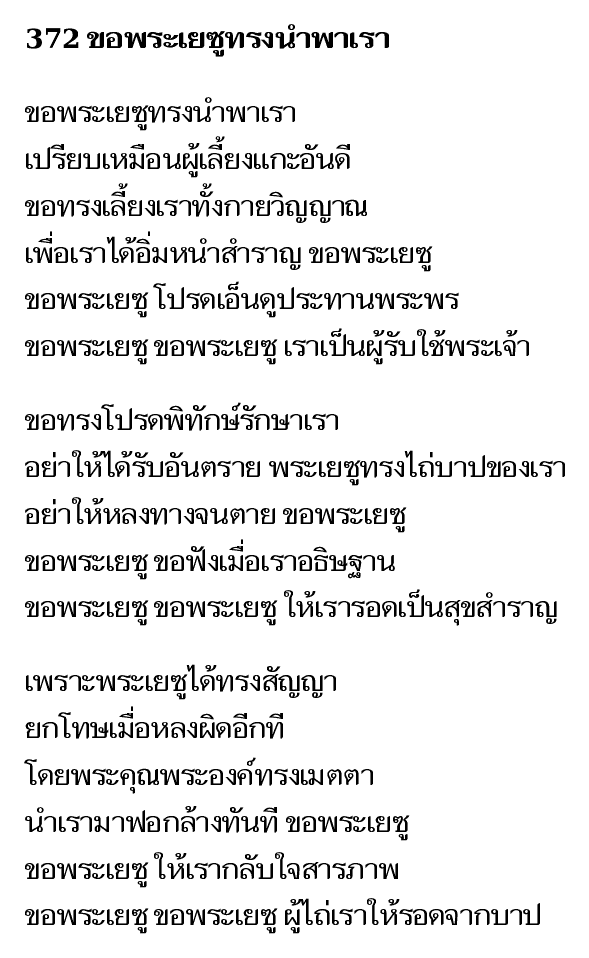 372 ขอพระเยซูทรงนำพาเรา
ขอพระเยซูทรงนำพาเรา
เปรียบเหมือนผู้เลี้ยงแกะอันดี
ขอทรงเลี้ยงเราทั้งกายวิญญาณ
เพื่อเราได้อิ่มหนำสำราญ ขอพระเยซู
ขอพระเยซู โปรดเอ็นดูประทานพระพร
ขอพระเยซู ขอพระเยซู เราเป็นผู้รับใช้พระเจ้า
ขอทรงโปรดพิทักษ์รักษาเรา
อย่าให้ได้รับอันตราย พระเยซูทรงไถ่บาปของเรา
อย่าให้หลงทางจนตาย ขอพระเยซู
ขอพระเยซู ขอฟังเมื่อเราอธิษฐาน
ขอพระเยซู ขอพระเยซู ให้เรารอดเป็นสุขสำราญ
เพราะพระเยซูได้ทรงสัญญา
ยกโทษเมื่อหลงผิดอีกที
โดยพระคุณพระองค์ทรงเมตตา
นำเรามาฟอกล้างทันที ขอพระเยซู
ขอพระเยซู ให้เรากลับใจสารภาพ
ขอพระเยซู ขอพระเยซู ผู้ไถ่เราให้รอดจากบาป